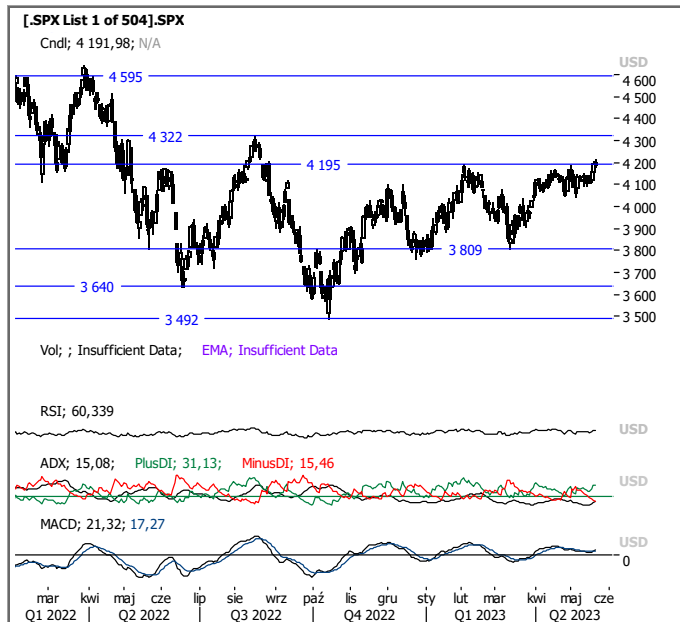 [.SPX List 1 of 504].SPX
Cndl; 4 191,98; N/A
USD
4 595
4 600
4 500
4 400
4 322
4 300
4 195
4 200
4 100
4 000
3 900
3 809
3 800
3 700
3 640
3 600
3 492
3 500
Vol; ; Insufficient Data; EMA; Insufficient Data
RSI; 60,339
USD
ADX; 15,08; PlusDI; 31,13; MinusDI; 15,46
USD
MACD; 21,32; 17,27
USD
0
mar kwi maj cze lip sie wrz paź lis gru sty lut mar kwi maj cze
Q1 2022 Q2 2022 Q3 2022 Q4 2022 Q1 2023 Q2 2023